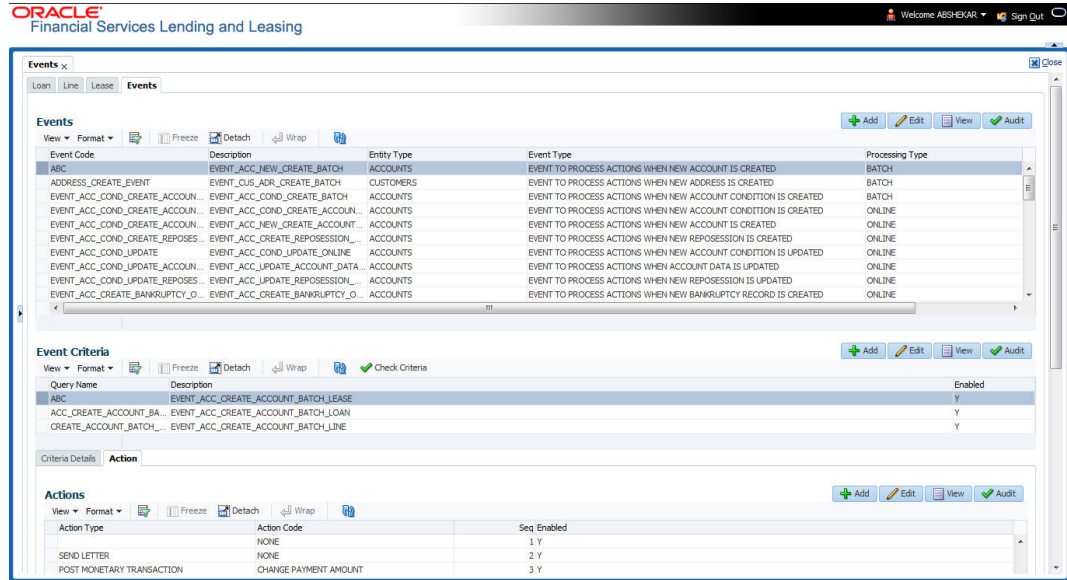 ORACLE
Financial Services Lending and Leasing
Welcome ABSHEKAR Sign Out
Events x Close
Loan Line Lease Events
Events Add Edit View Audit
View Format Freeze Detach Wrap
Event Code Description Entity Type Event Type Processing Type
ABC EVENT_ACC_NEW_CREATE_BATCH ACCOUNTS EVENT TO PROCESS ACTIONS WHEN NEW ACCOUNT IS CREATED BATCH
ADDRESS_CREATE_EVENT EVENT_CUS_ADR_CREATE_BATCH CUSTOMERS EVENT TO PROCESS ACTIONS WHEN NEW ADDRESS IS CREATED BATCH
EVENT_ACC_COND_CREATE_ACCOUN... EVENT_ACC_COND_CREATE_BATCH ACCOUNTS EVENT TO PROCESS ACTIONS WHEN NEW ACCOUNT CONDITION IS CREATED BATCH
EVENT_ACC_COND_CREATE_ACCOUN... EVENT_ACC_COND_CREATE_ACCOUN... ACCOUNTS EVENT TO PROCESS ACTIONS WHEN NEW ACCOUNT CONDITION IS CREATED ONLINE
EVENT_ACC_COND_CREATE_ACCOUN... EVENT_ACC_NEW_CREATE_ACCOUNT... ACCOUNTS EVENT TO PROCESS ACTIONS WHEN NEW ACCOUNT IS CREATED ONLINE
EVENT_ACC_COND_CREATE_REPOSES... EVENT_ACC_CREATE_REPOSESSION_... ACCOUNTS EVENT TO PROCESS ACTIONS WHEN NEW REPOSESSION IS CREATED ONLINE
EVENT_ACC_COND_UPDATE EVENT_ACC_COND_UPDATE_ONLINE ACCOUNTS EVENT TO PROCESS ACTIONS WHEN NEW ACCOUNT CONDITION IS UPDATED ONLINE
EVENT_ACC_COND_UPDATE_ACCOUN... EVENT_ACC_UPDATE_ACCOUNT_DATA... ACCOUNTS EVENT TO PROCESS ACTIONS WHEN ACCOUNT DATA IS UPDATED ONLINE
EVENT_ACC_COND_UPDATE_REPOSES... EVENT_ACC_UPDATE_REPOSESSION_... ACCOUNTS EVENT TO PROCESS ACTIONS WHEN NEW REPOSESSION IS UPDATED ONLINE
EVENT_ACC_CREATE_BANKRUPTCY_O... EVENT_ACC_CREATE_BANKRUPTCY_O... ACCOUNTS EVENT TO PROCESS ACTIONS WHEN NEW BANKRUPTCY RECORD IS CREATED ONLINE
Event Criteria Add Edit View Audit
View Format Freeze Detach Wrap Check Criteria
Query Name Description Enabled
ABC EVENT_ACC_CREATE_ACCOUNT_BATCH_LEASE Y
ACC_CREATE_ACCOUNT_BA... EVENT_ACC_CREATE_ACCOUNT_BATCH_LOAN Y
CREATE_ACCOUNT_BATCH_... EVENT_ACC_CREATE_ACCOUNT_BATCH_LINE Y
Criteria Details Action
Actions Add Edit View Audit
View Format Freeze Detach Wrap
Action Type Action Code Seq Enabled
NONE 1 Y
SEND LETTER NONE 2 Y
POST MONETARY TRANSACTION CHANGE PAYMENT AMOUNT 3 Y